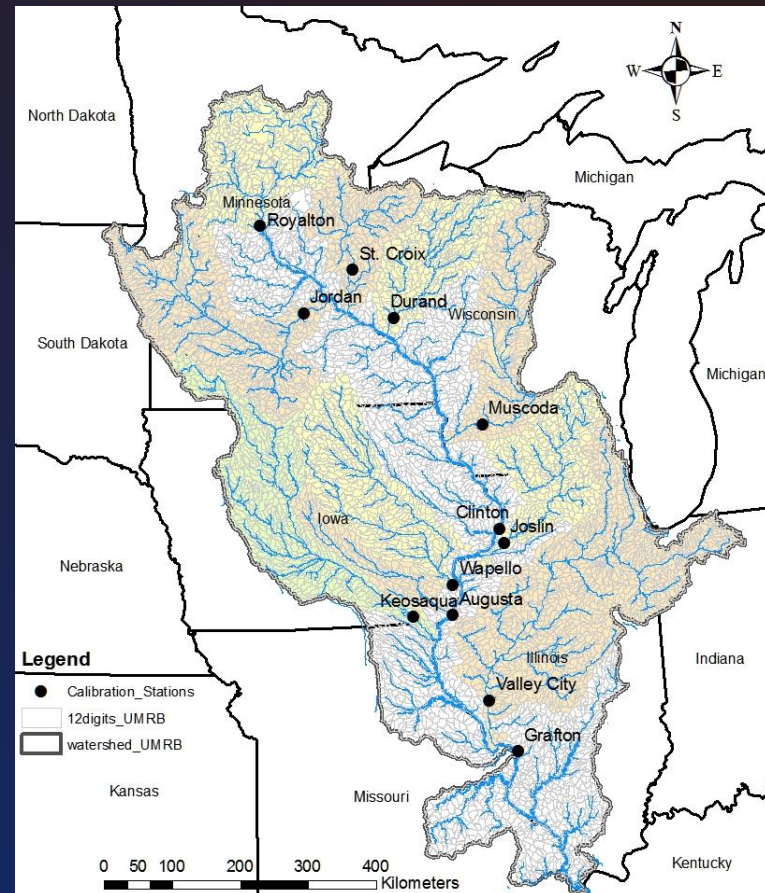 N
W E
S
North Dakota
Michigan
Minnesota
Royalton
St. Croix
Jordan
Durand
Wisconsin
South Dakota
Michigan
Muscoda
Clinton
Joslin
Iowa
Nebraska
Wapello
Keosaqua Augusta
Legend
Calibration_Stations
12digits_UMRB
watershed_UMRB
Illinois
Indiana
Valley City
Grafton
Kansas
Missouri
Kentucky
0 50 100 200 300 400
Kilometers